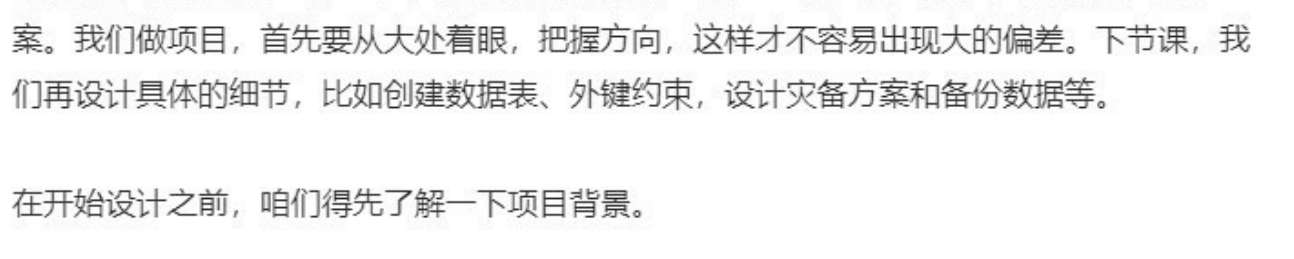 案。我们做项目，首先要从大处着眼，把握方向，这样才不容易出现大的偏差。下节课，我
们再设计具体的细节，比如创建数据表、外键约束，设计灾备方案和备份数据等。
在开始设计之前，咱们得先了解一下项目背景。